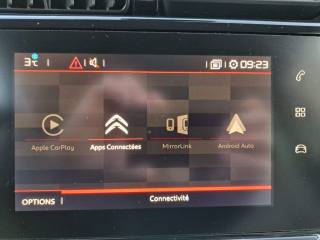 3°C 09:23
Apple CarPlay Apps Connectées MirrorLink Android Auto
OPTIONS Connectivité